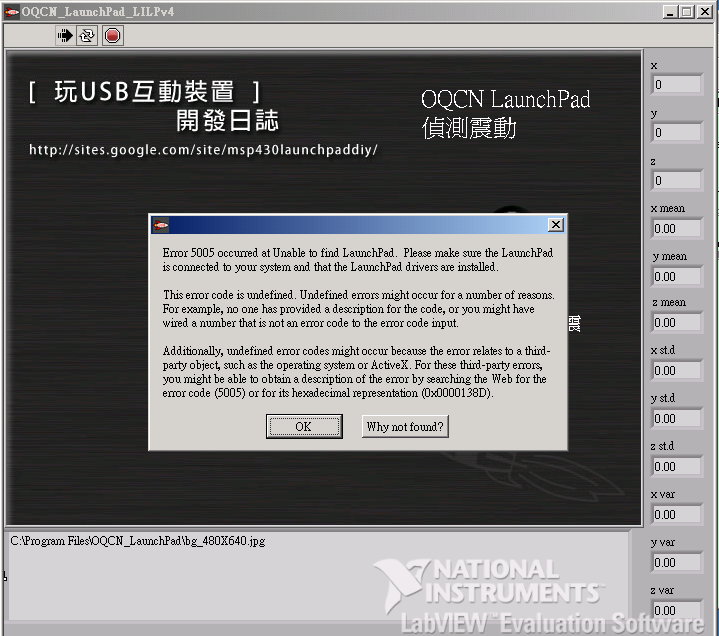 OQCN_LaunchPad_LILPv4
[ 玩USB互動裝置 ]
開發日誌
http://sites.google.com/site/msp430launchpaddiy/
OQCN LaunchPad
偵測震動
Error 5005 occurred at Unable to find LaunchPad. Please make sure the LaunchPad
is connected to your system and that the LaunchPad drivers are installed.
This error code is undefined. Undefined errors might occur for a number of reasons.
For example, no one has provided a description for the code, or you might have
wired a number that is not an error code to the error code input.
Additionally, undefined error codes might occur because the error relates to a third-
party object, such as the operating system or ActiveX. For these third-party errors,
you might be able to obtain a description of the error by searching the Web for the
error code (5005) or for its hexadecimal representation (0x0000138D).
OK
Why not found?
震
x
0
y
0
z
0
x mean
0.00
y mean
0.00
z mean
0.00
x st.d
0.00
y st.d
0.00
z st.d
0.00
x var
0.00
y var
0.00
z var
0.00
C:\Program Files\OQCN_LaunchPad\bg_480X640.jpg
NATIONAL
INSTRUMENTS™
LabVIEW™ Evaluation Software